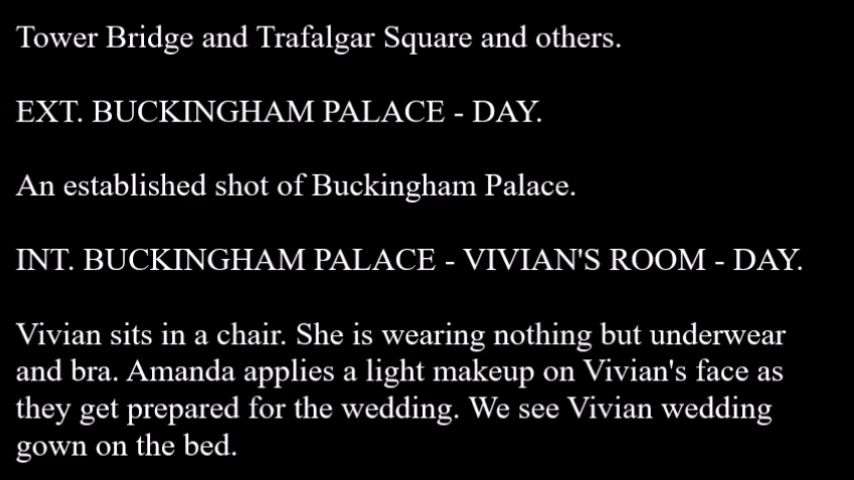 Tower Bridge and Trafalgar Square and others.
EXT. BUCKINGHAM PALACE - DAY.
An established shot of Buckingham Palace.
INT. BUCKINGHAM PALACE - VIVIAN'S ROOM - DAY.
Vivian sits in a chair. She is wearing nothing but underwear
and bra. Amanda applies a light makeup on Vivian's face as
they get prepared for the wedding. We see Vivian wedding
gown on the bed.